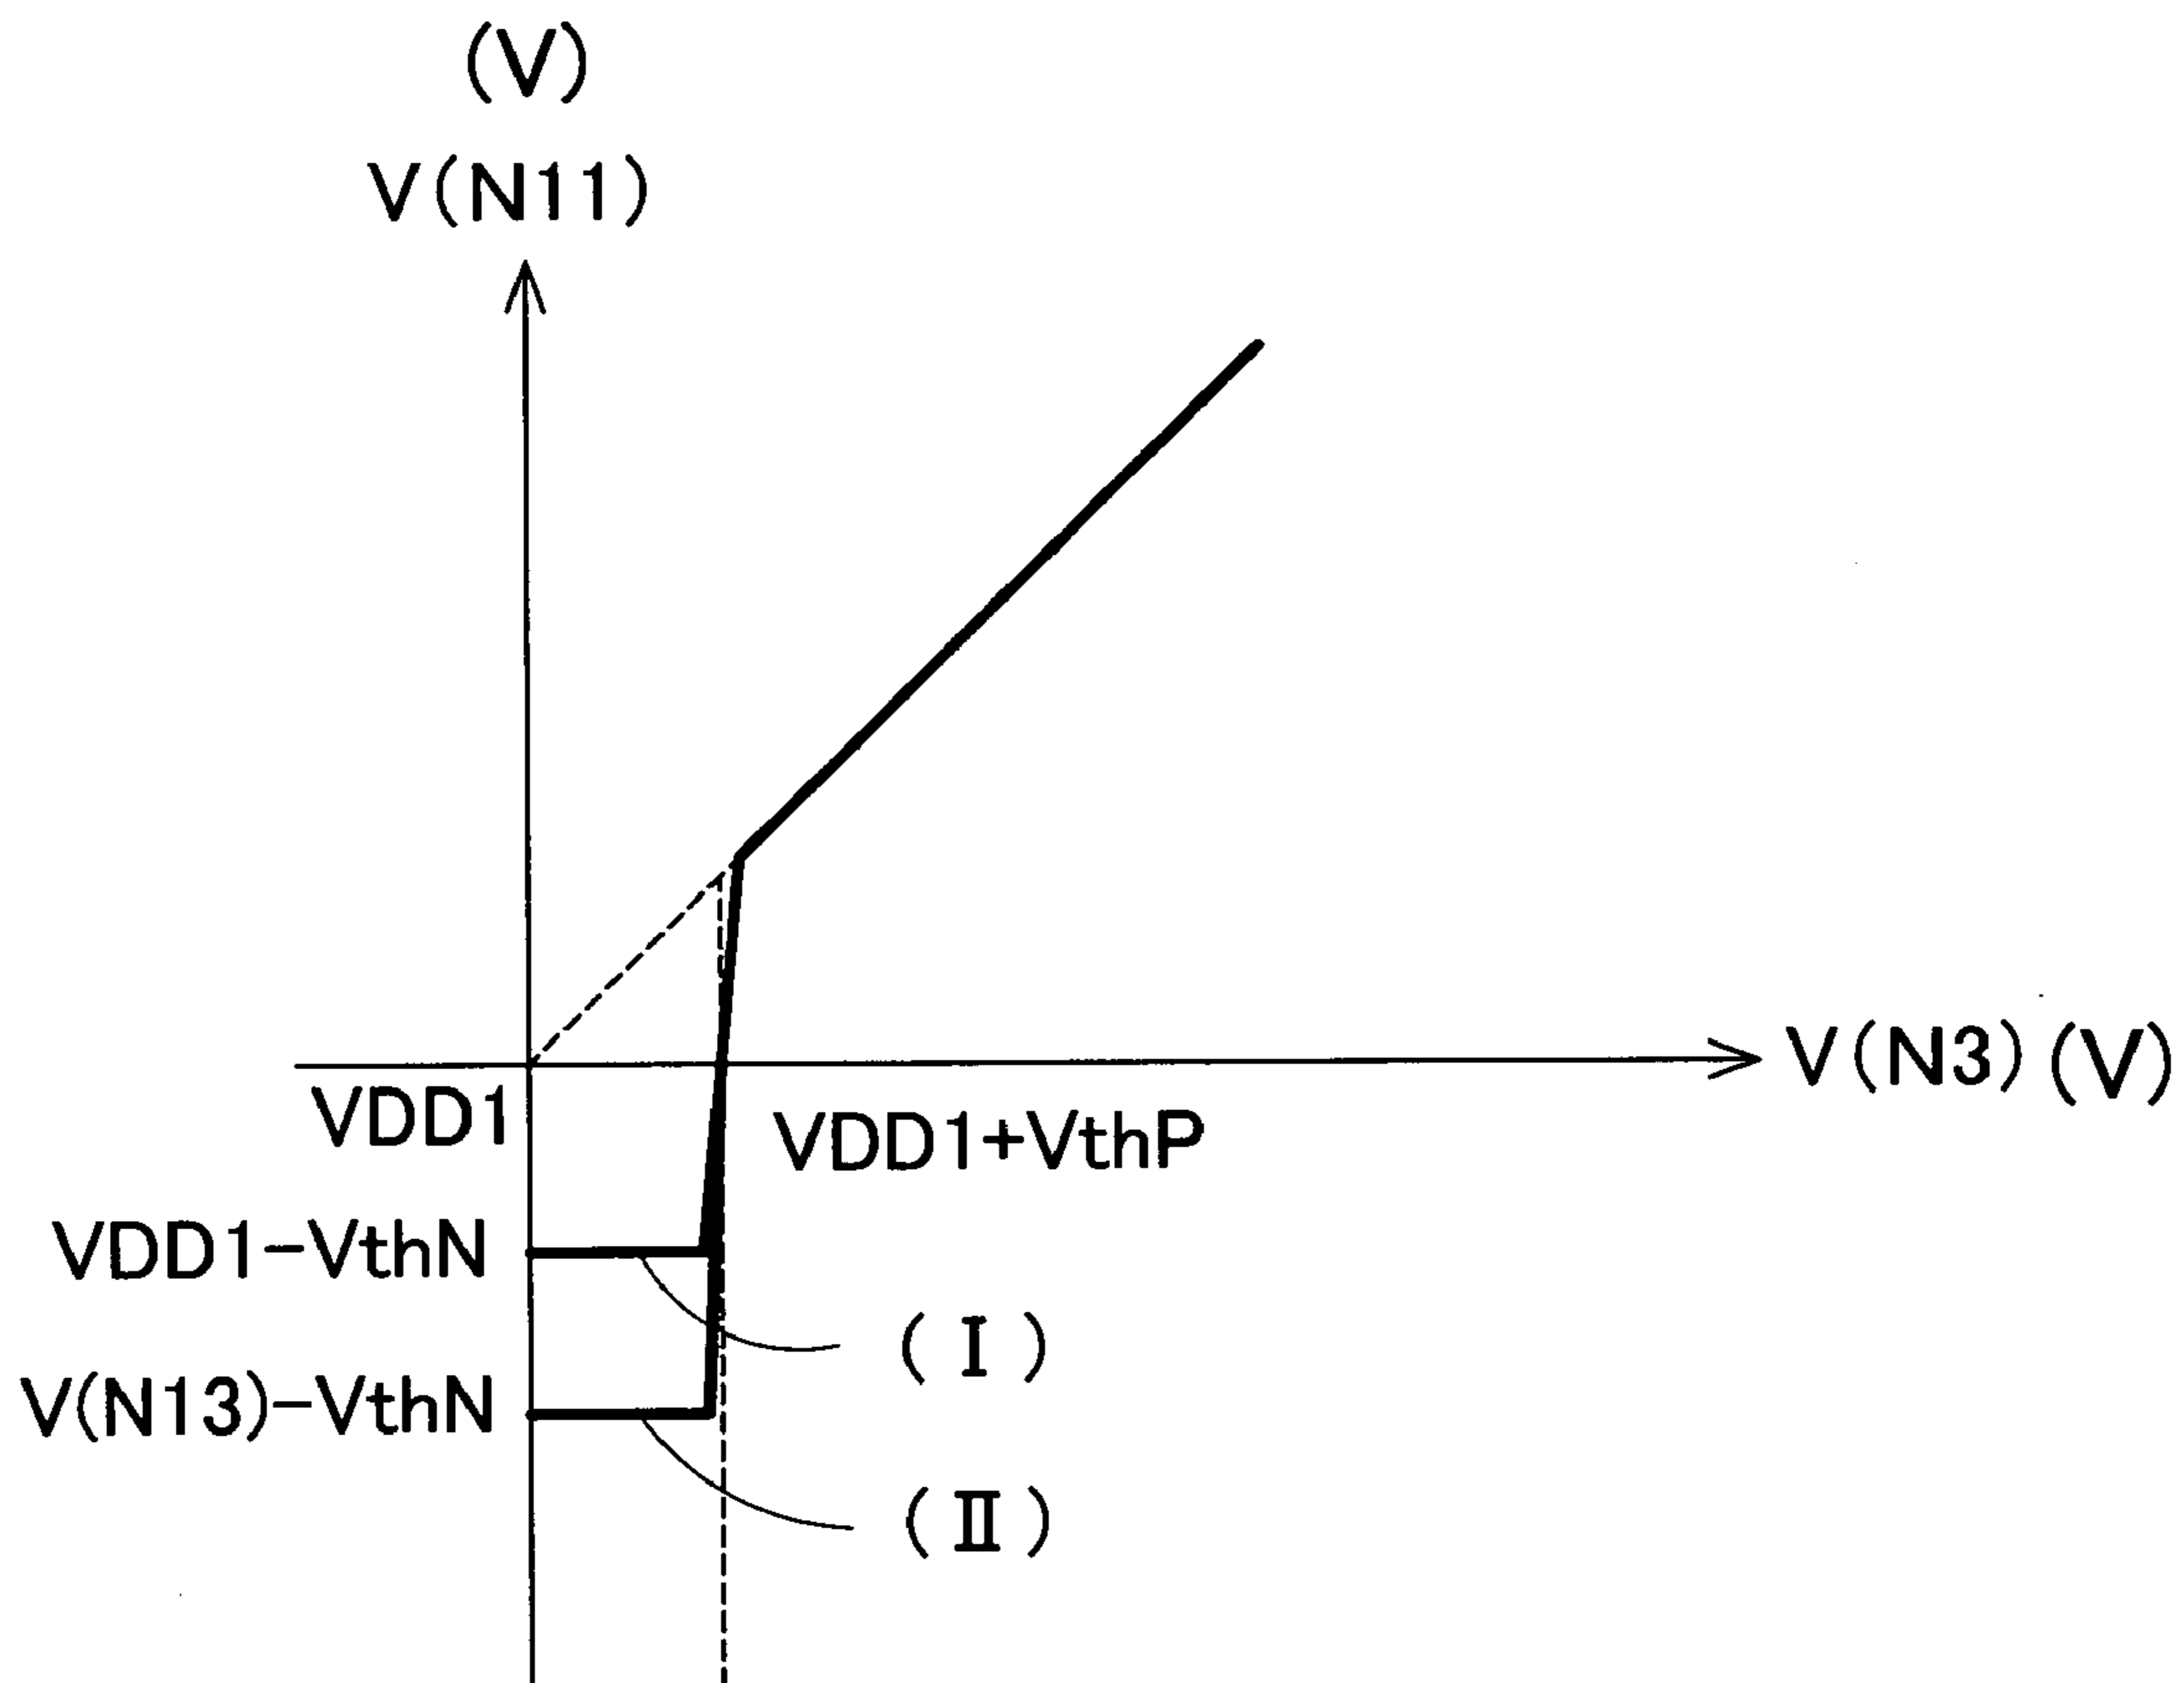 (V)
V(N11)
V(N3)(V)
VDD1
VDD1+VthP
VDD1−VthN
(I)
V(N13)−VthN
(II)